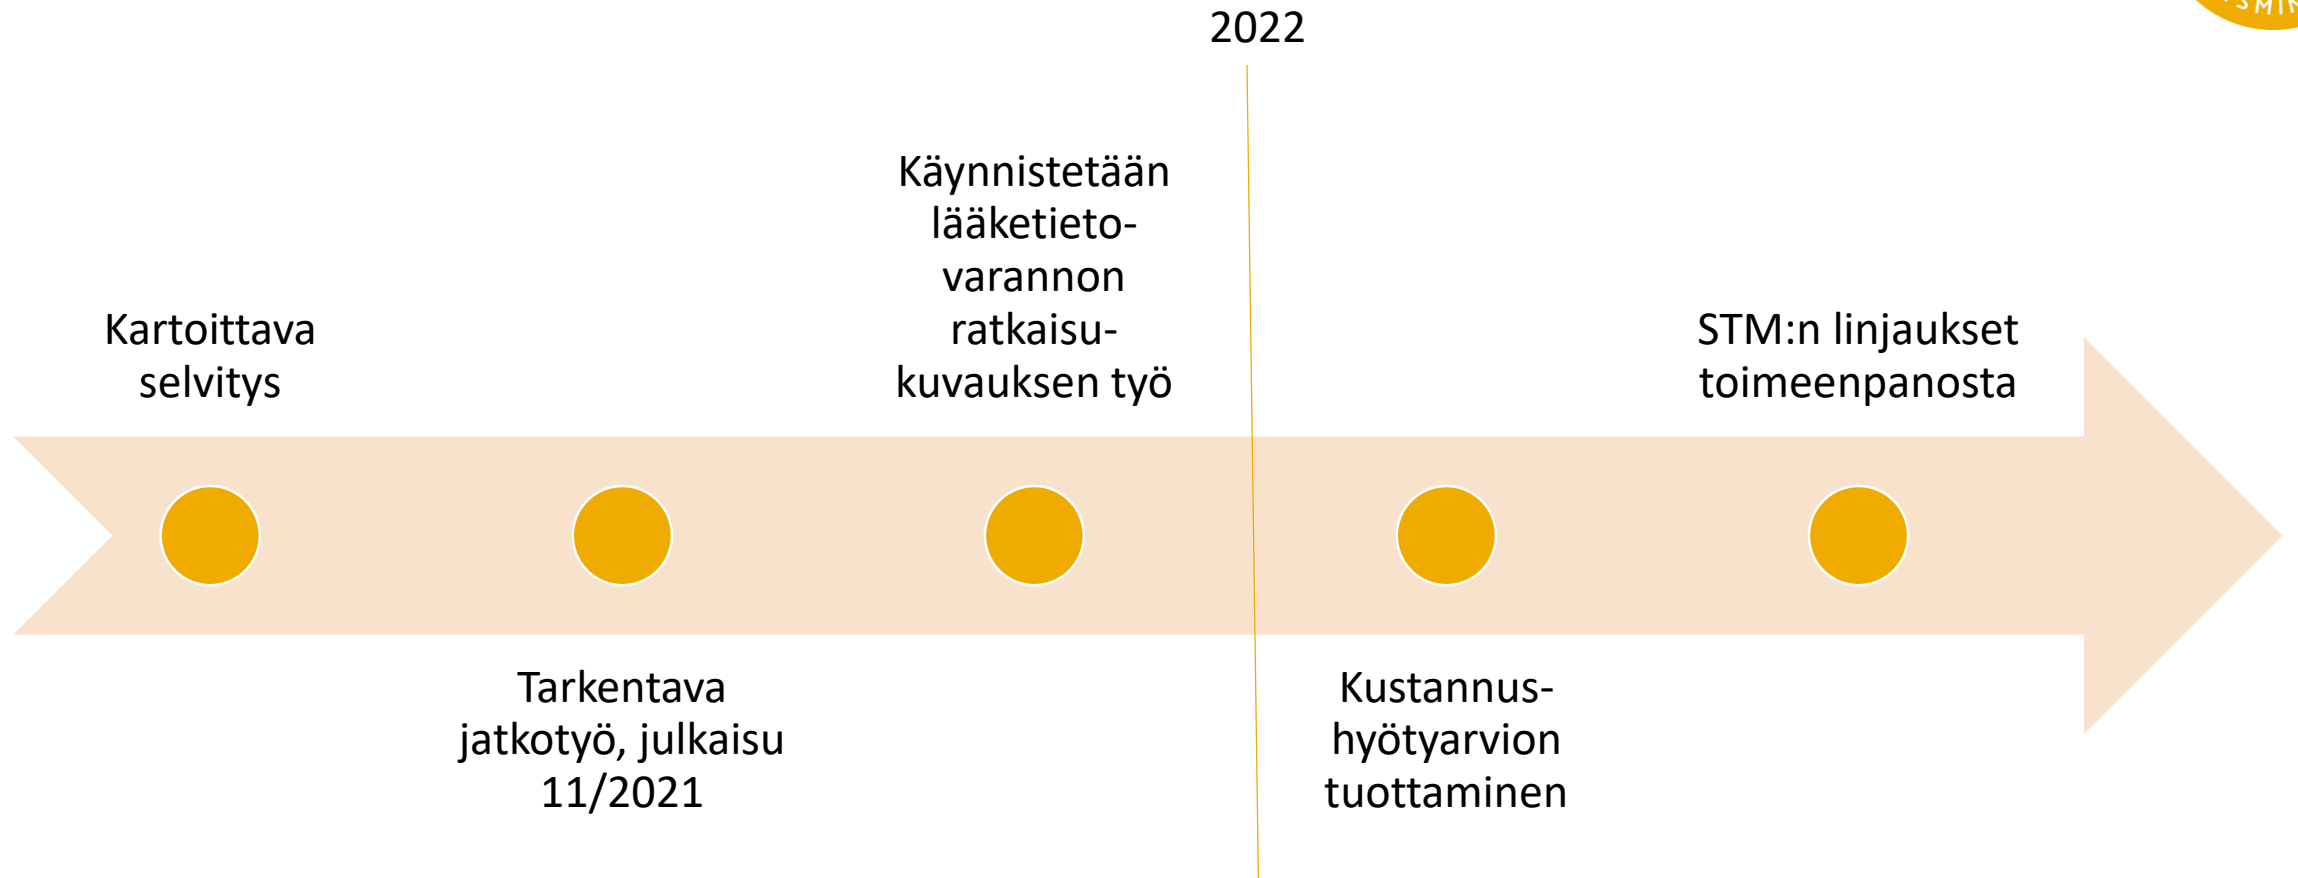 2022
Kartoittava
selvitys
Tarkentava
jatkotyö, julkaisu
11/2021
Käynnistetään
lääketieto-
varannon
ratkaisu-
kuvauksen työ
Kustannus-
hyötyarvion
tuottaminen
STM:n linjaukset
toimeenpanosta